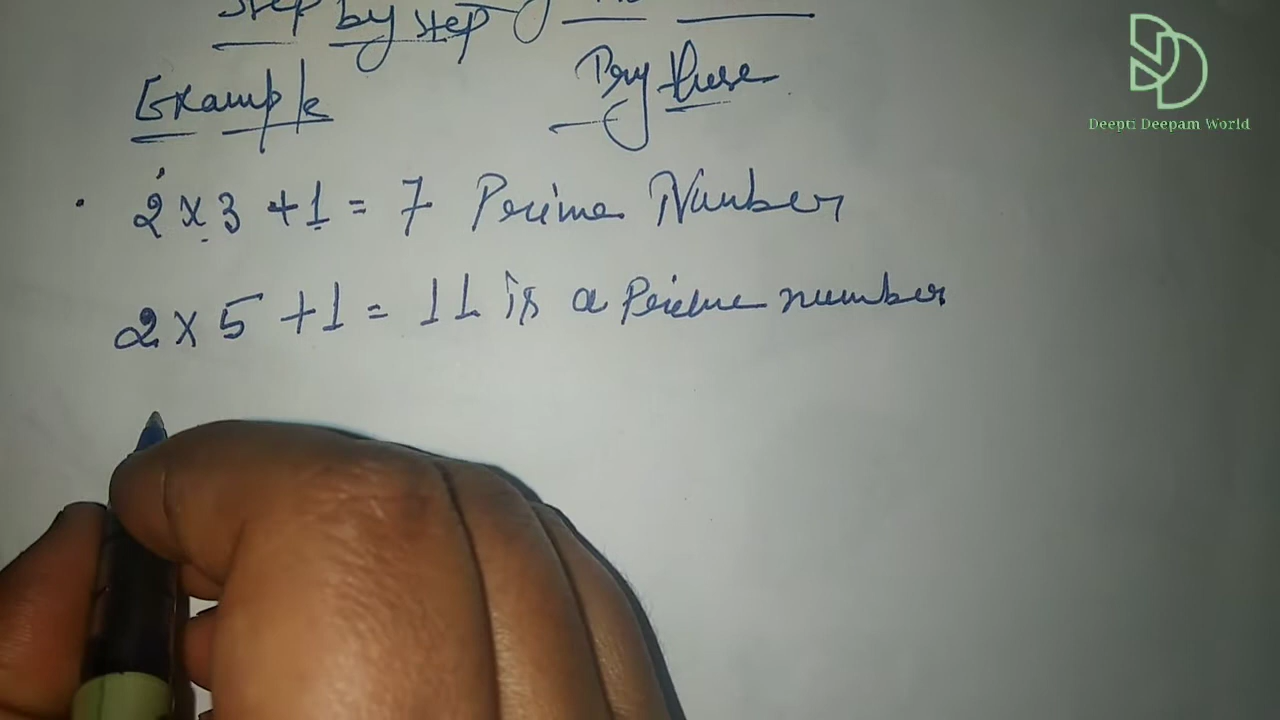 Step by step
Example
Try these
2 x 3 + 1 = 7 Prime Number
2 x 5 + 1 = 11 is a Prime number
Deepti Deepam World